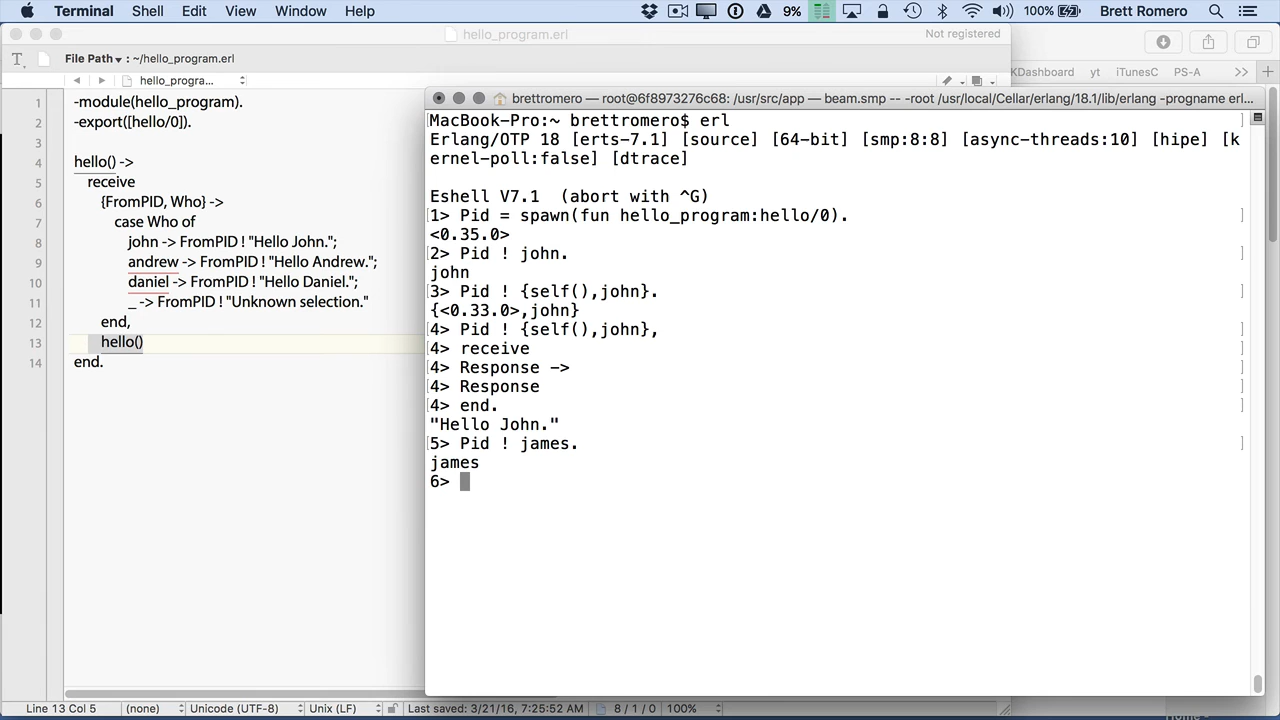 Terminal Shell Edit View Window Help 9% 100% Brett Romero
hello_program.erl Not registered
File Path : ~/hello_program.erl
hello_progra...
KDashboard yt iTunesC PS-A >>
1 -module(hello_program).
2 -export([hello/0]).
3
4 hello() ->
5 receive
6 {FromPID, Who} ->
7 case Who of
8 john -> FromPID ! "Hello John.";
9 andrew -> FromPID ! "Hello Andrew.";
10 daniel -> FromPID ! "Hello Daniel.";
11 _ -> FromPID ! "Unknown selection."
12 end,
13 hello()
14 end.
brettromero — root@6f8973276c68: /usr/src/app — beam.smp -- -root /usr/local/Cellar/erlang/18.1/lib/erlang -progname erl...
MacBook-Pro:~ brettromero$ erl
Erlang/OTP 18 [erts-7.1] [source] [64-bit] [smp:8:8] [async-threads:10] [hipe] [k
ernel-poll:false] [dtrace]
Eshell V7.1 (abort with ^G)
1> Pid = spawn(fun hello_program:hello/0).
<0.35.0>
2> Pid ! john.
john
3> Pid ! {self(),john}.
{<0.33.0>,john}
4> Pid ! {self(),john},
4> receive
4> Response ->
4> Response
4> end.
"Hello John."
5> Pid ! james.
james
6>
Line 13 Col 5 (none) Unicode (UTF-8) Unix (LF) Last saved: 3/21/16, 7:25:52 AM 8 / 1 / 0 100%